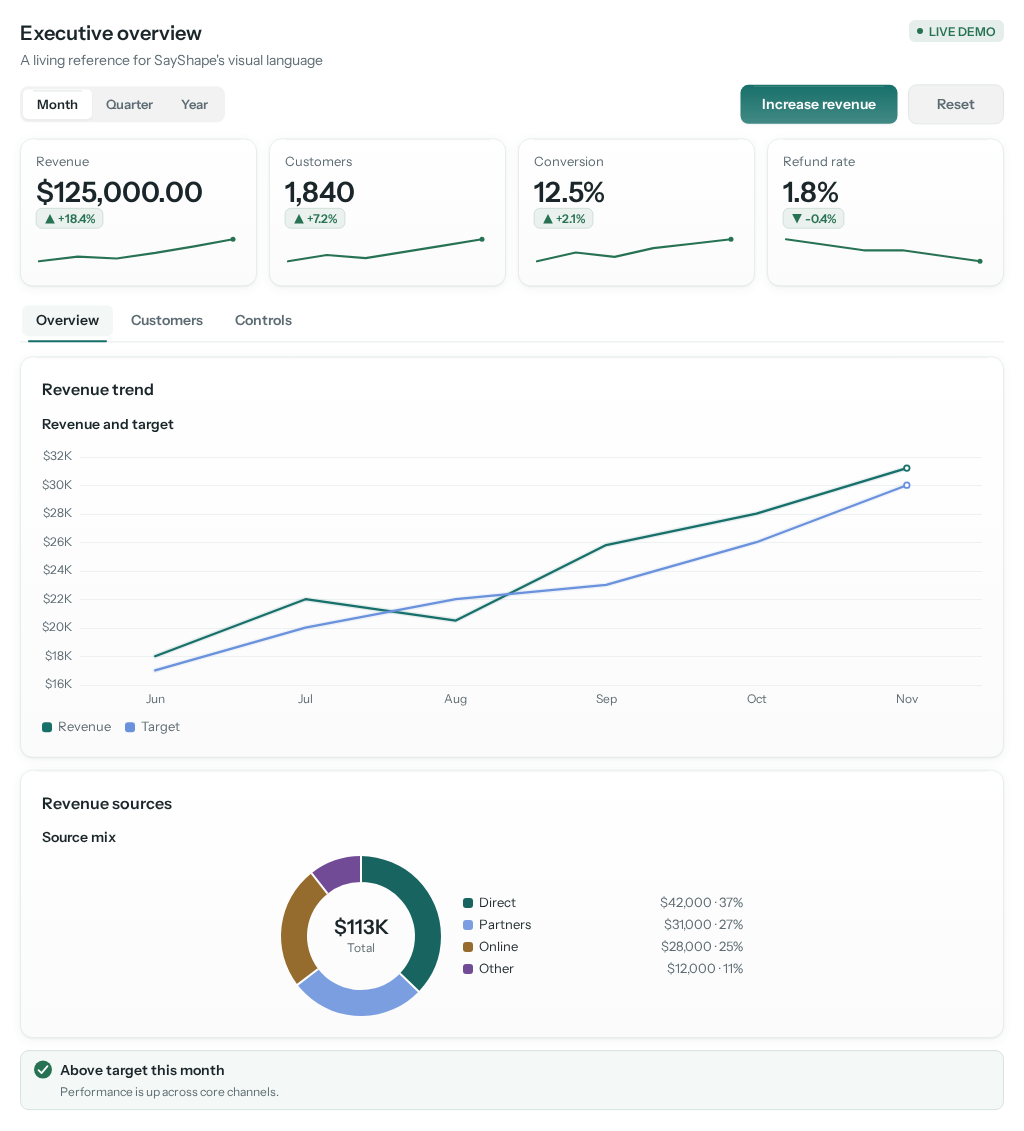 Executive overview
LIVE DEMO
A living reference for SayShape's visual language
Month Quarter Year
Increase revenue Reset
Revenue
$125,000.00
▲ +18.4%
Customers
1,840
▲ +7.2%
Conversion
12.5%
▲ +2.1%
Refund rate
1.8%
▼ -0.4%
Overview Customers Controls
Revenue trend
Revenue and target
$32K
$30K
$28K
$26K
$24K
$22K
$20K
$18K
$16K
Jun Jul Aug Sep Oct Nov
Revenue Target
Revenue sources
Source mix
$113K
Total
Direct $42,000 · 37%
Partners $31,000 · 27%
Online $28,000 · 25%
Other $12,000 · 11%
Above target this month
Performance is up across core channels.